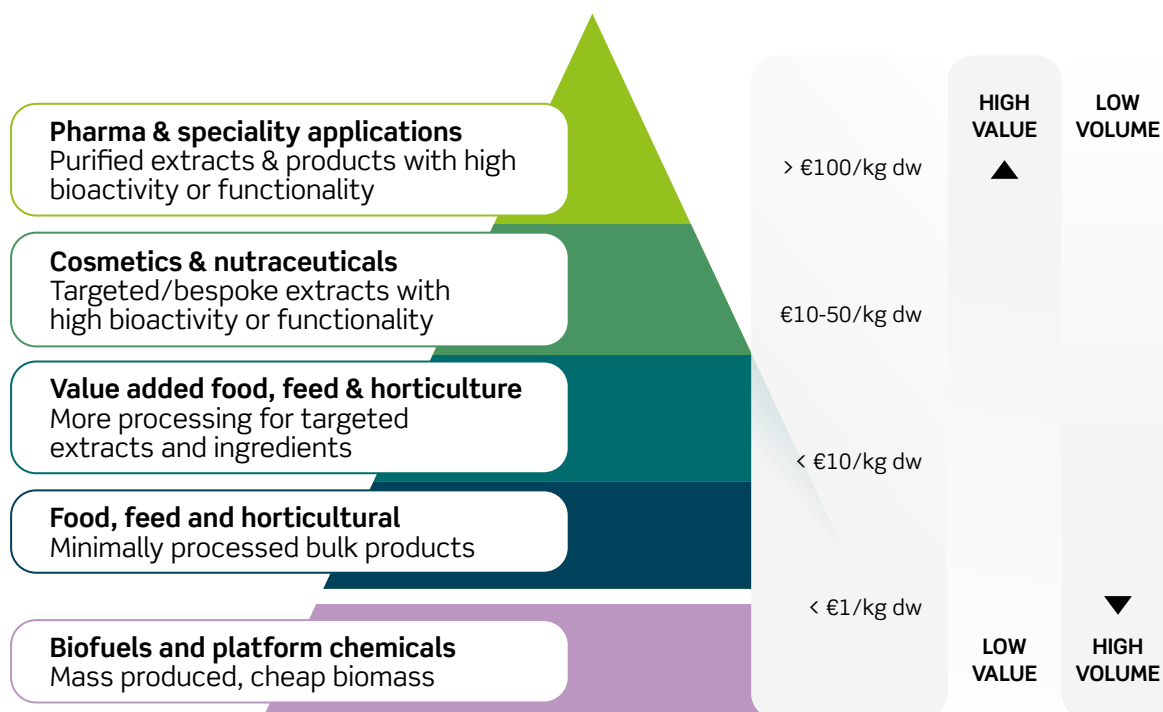 Pharma & speciality applications
Purified extracts & products with high
bioactivity or functionality
Cosmetics & nutraceuticals
Targeted/bespoke extracts with
high bioactivity or functionality
Value added food, feed & horticulture
More processing for targeted
extracts and ingredients
Food, feed and horticultural
Minimally processed bulk products
Biofuels and platform chemicals
Mass produced, cheap biomass
> €100/kg dw
€10-50/kg dw
< €10/kg dw
< €1/kg dw
HIGH
VALUE
LOW
VALUE
LOW
VOLUME
HIGH
VOLUME